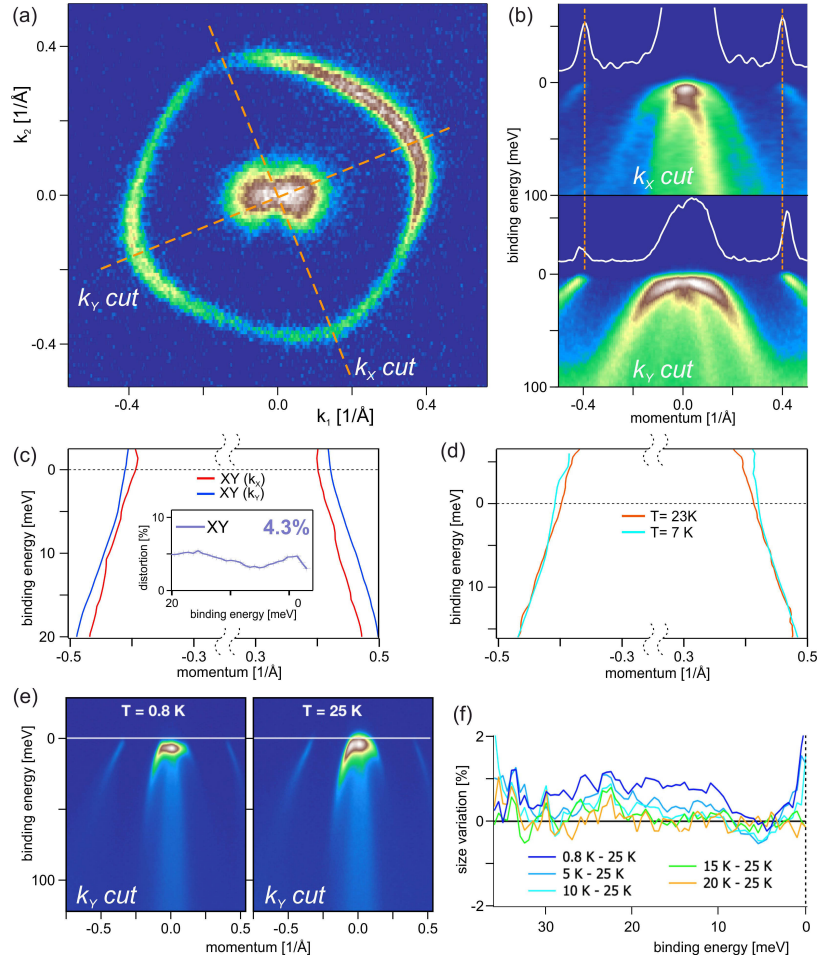 (a)
0.4
0.2
0.0
-0.4
k2 [1/Å]
kY cut
kX cut
-0.4
0.0
0.4
k1 [1/Å]
(b)
0
100
0
100
binding energy [meV]
kX cut
kY cut
-0.4
0.0
0.4
momentum [1/Å]
(c)
0
5
10
15
20
binding energy [meV]
XY (kX)
XY (kY)
10
0
distortion [%]
XY
4.3%
20
10
0
binding energy [meV]
-0.5
-0.3
0.3
0.5
momentum [1/Å]
(d)
0
10
binding energy [meV]
T= 23K
T= 7 K
-0.5
0.3
0.5
momentum [1/Å]
(e)
T = 0.8 K
T = 25 K
0
50
100
binding energy [meV]
kY cut
kY cut
-0.5
0.0
0.5
-0.5
0.0
0.5
momentum [1/Å]
(f)
2
1
0
-2
size variation [%]
0.8 K - 25 K
5 K - 25 K
10 K - 25 K
15 K - 25 K
20 K - 25 K
30
20
10
0
binding energy [meV]